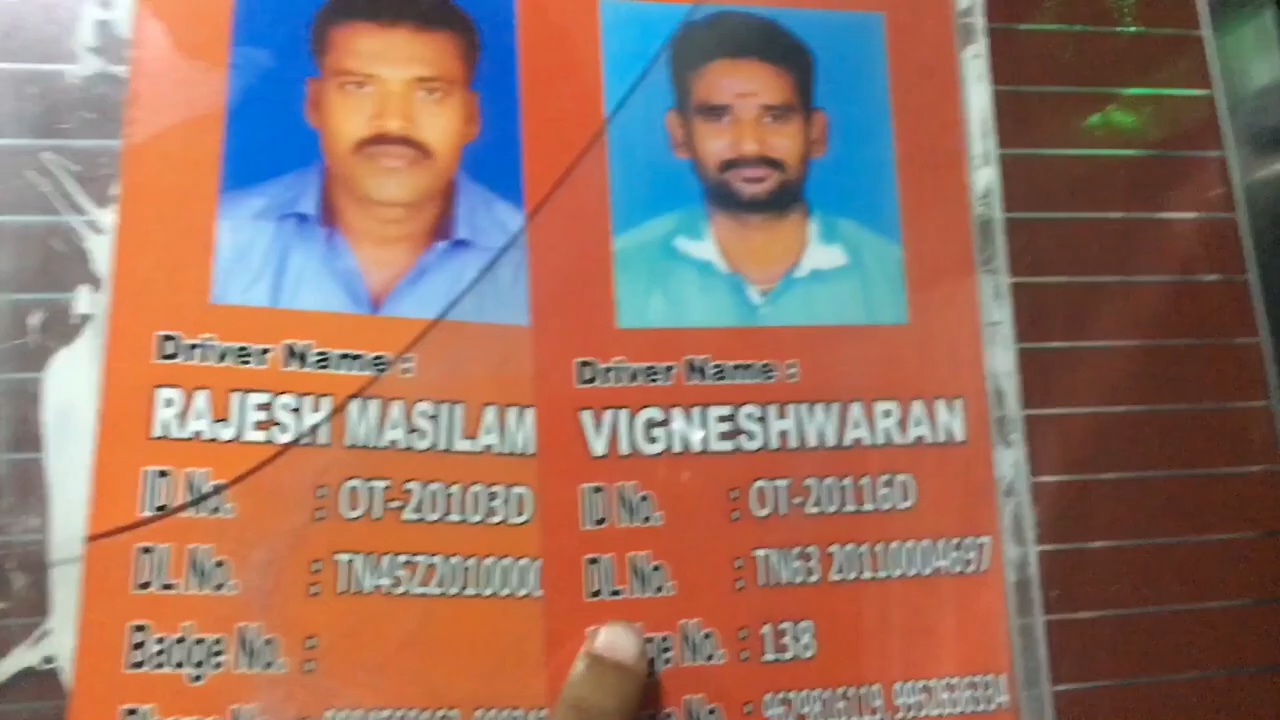 Driver Name :
RAJESH MASILAM
ID No. : OT-20103D
DL No. : TN45Z2010000
Badge No. :
Driver Name :
VIGNESHWARAN
ID No. : OT-20116D
DL No. : TN63 20110004697
No. : 138